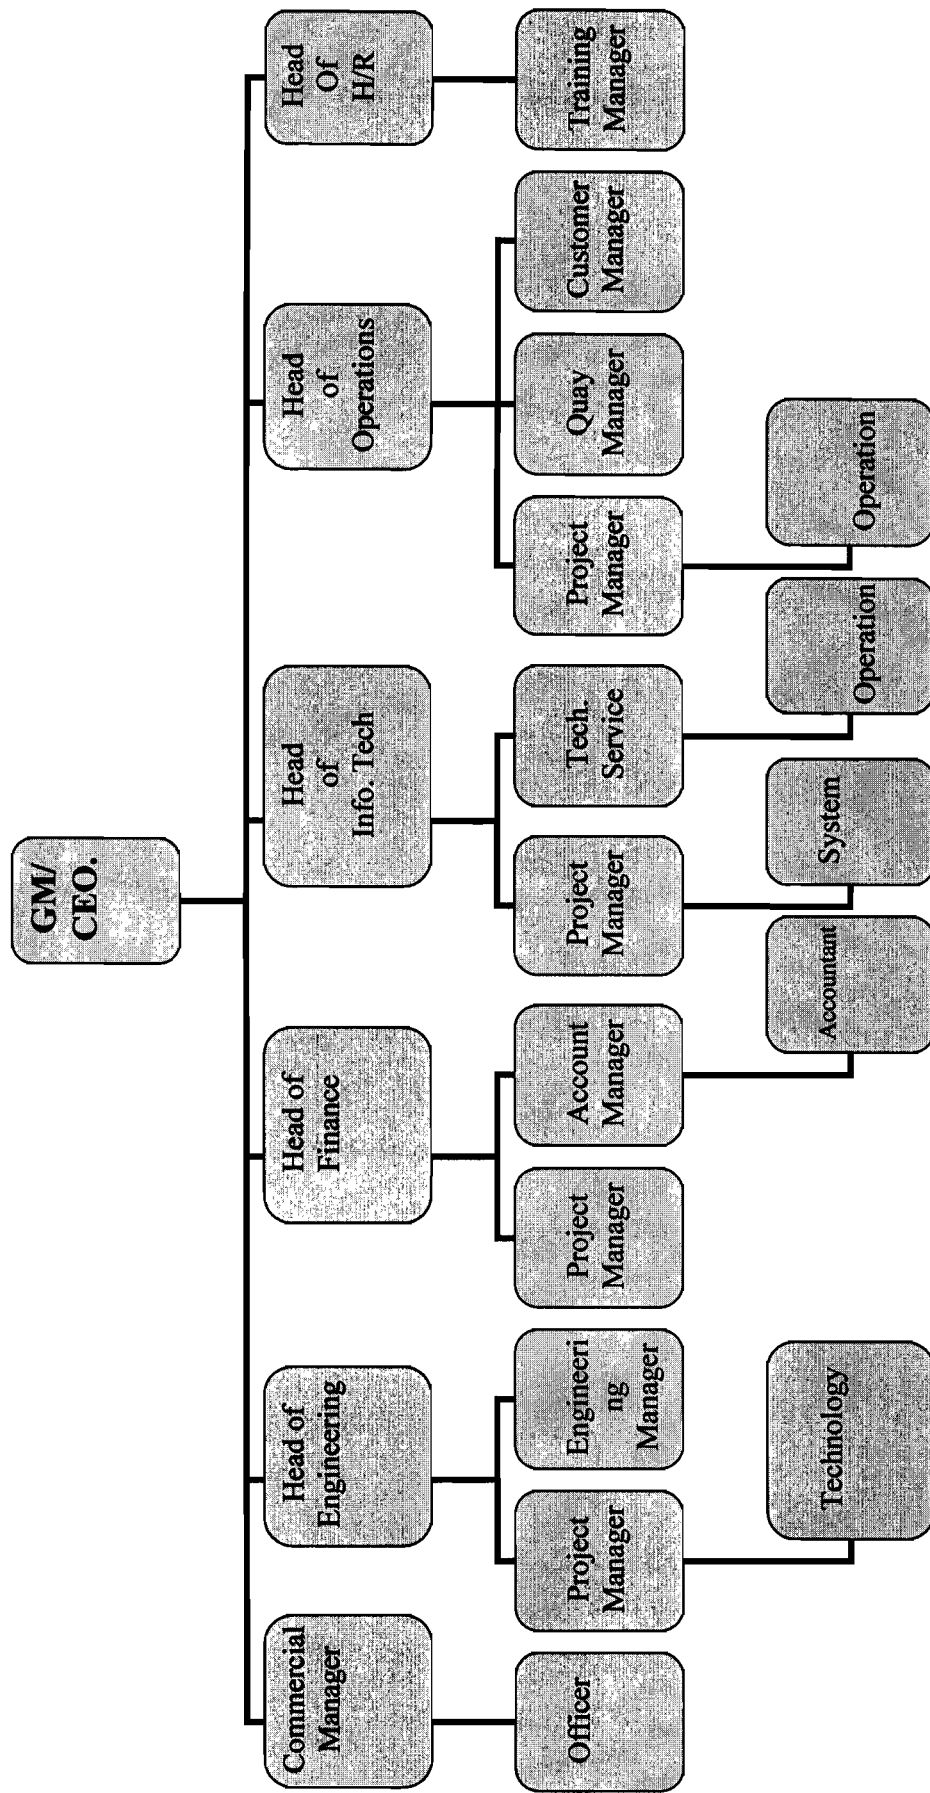 GM/
CEO.
Commercial
Manager
Head of
Engineering
Head of
Finance
Head
of
Info. Tech
Head
of
Operations
Head
Of
H/R
Officer
Project
Manager
Engineeri
ng
Manager
Project
Manager
Account
Manager
Project
Manager
Tech.
Service
Project
Manager
Quay
Manager
Customer
Manager
Training
Manager
Technology
Accountant
System
Operation
Operation